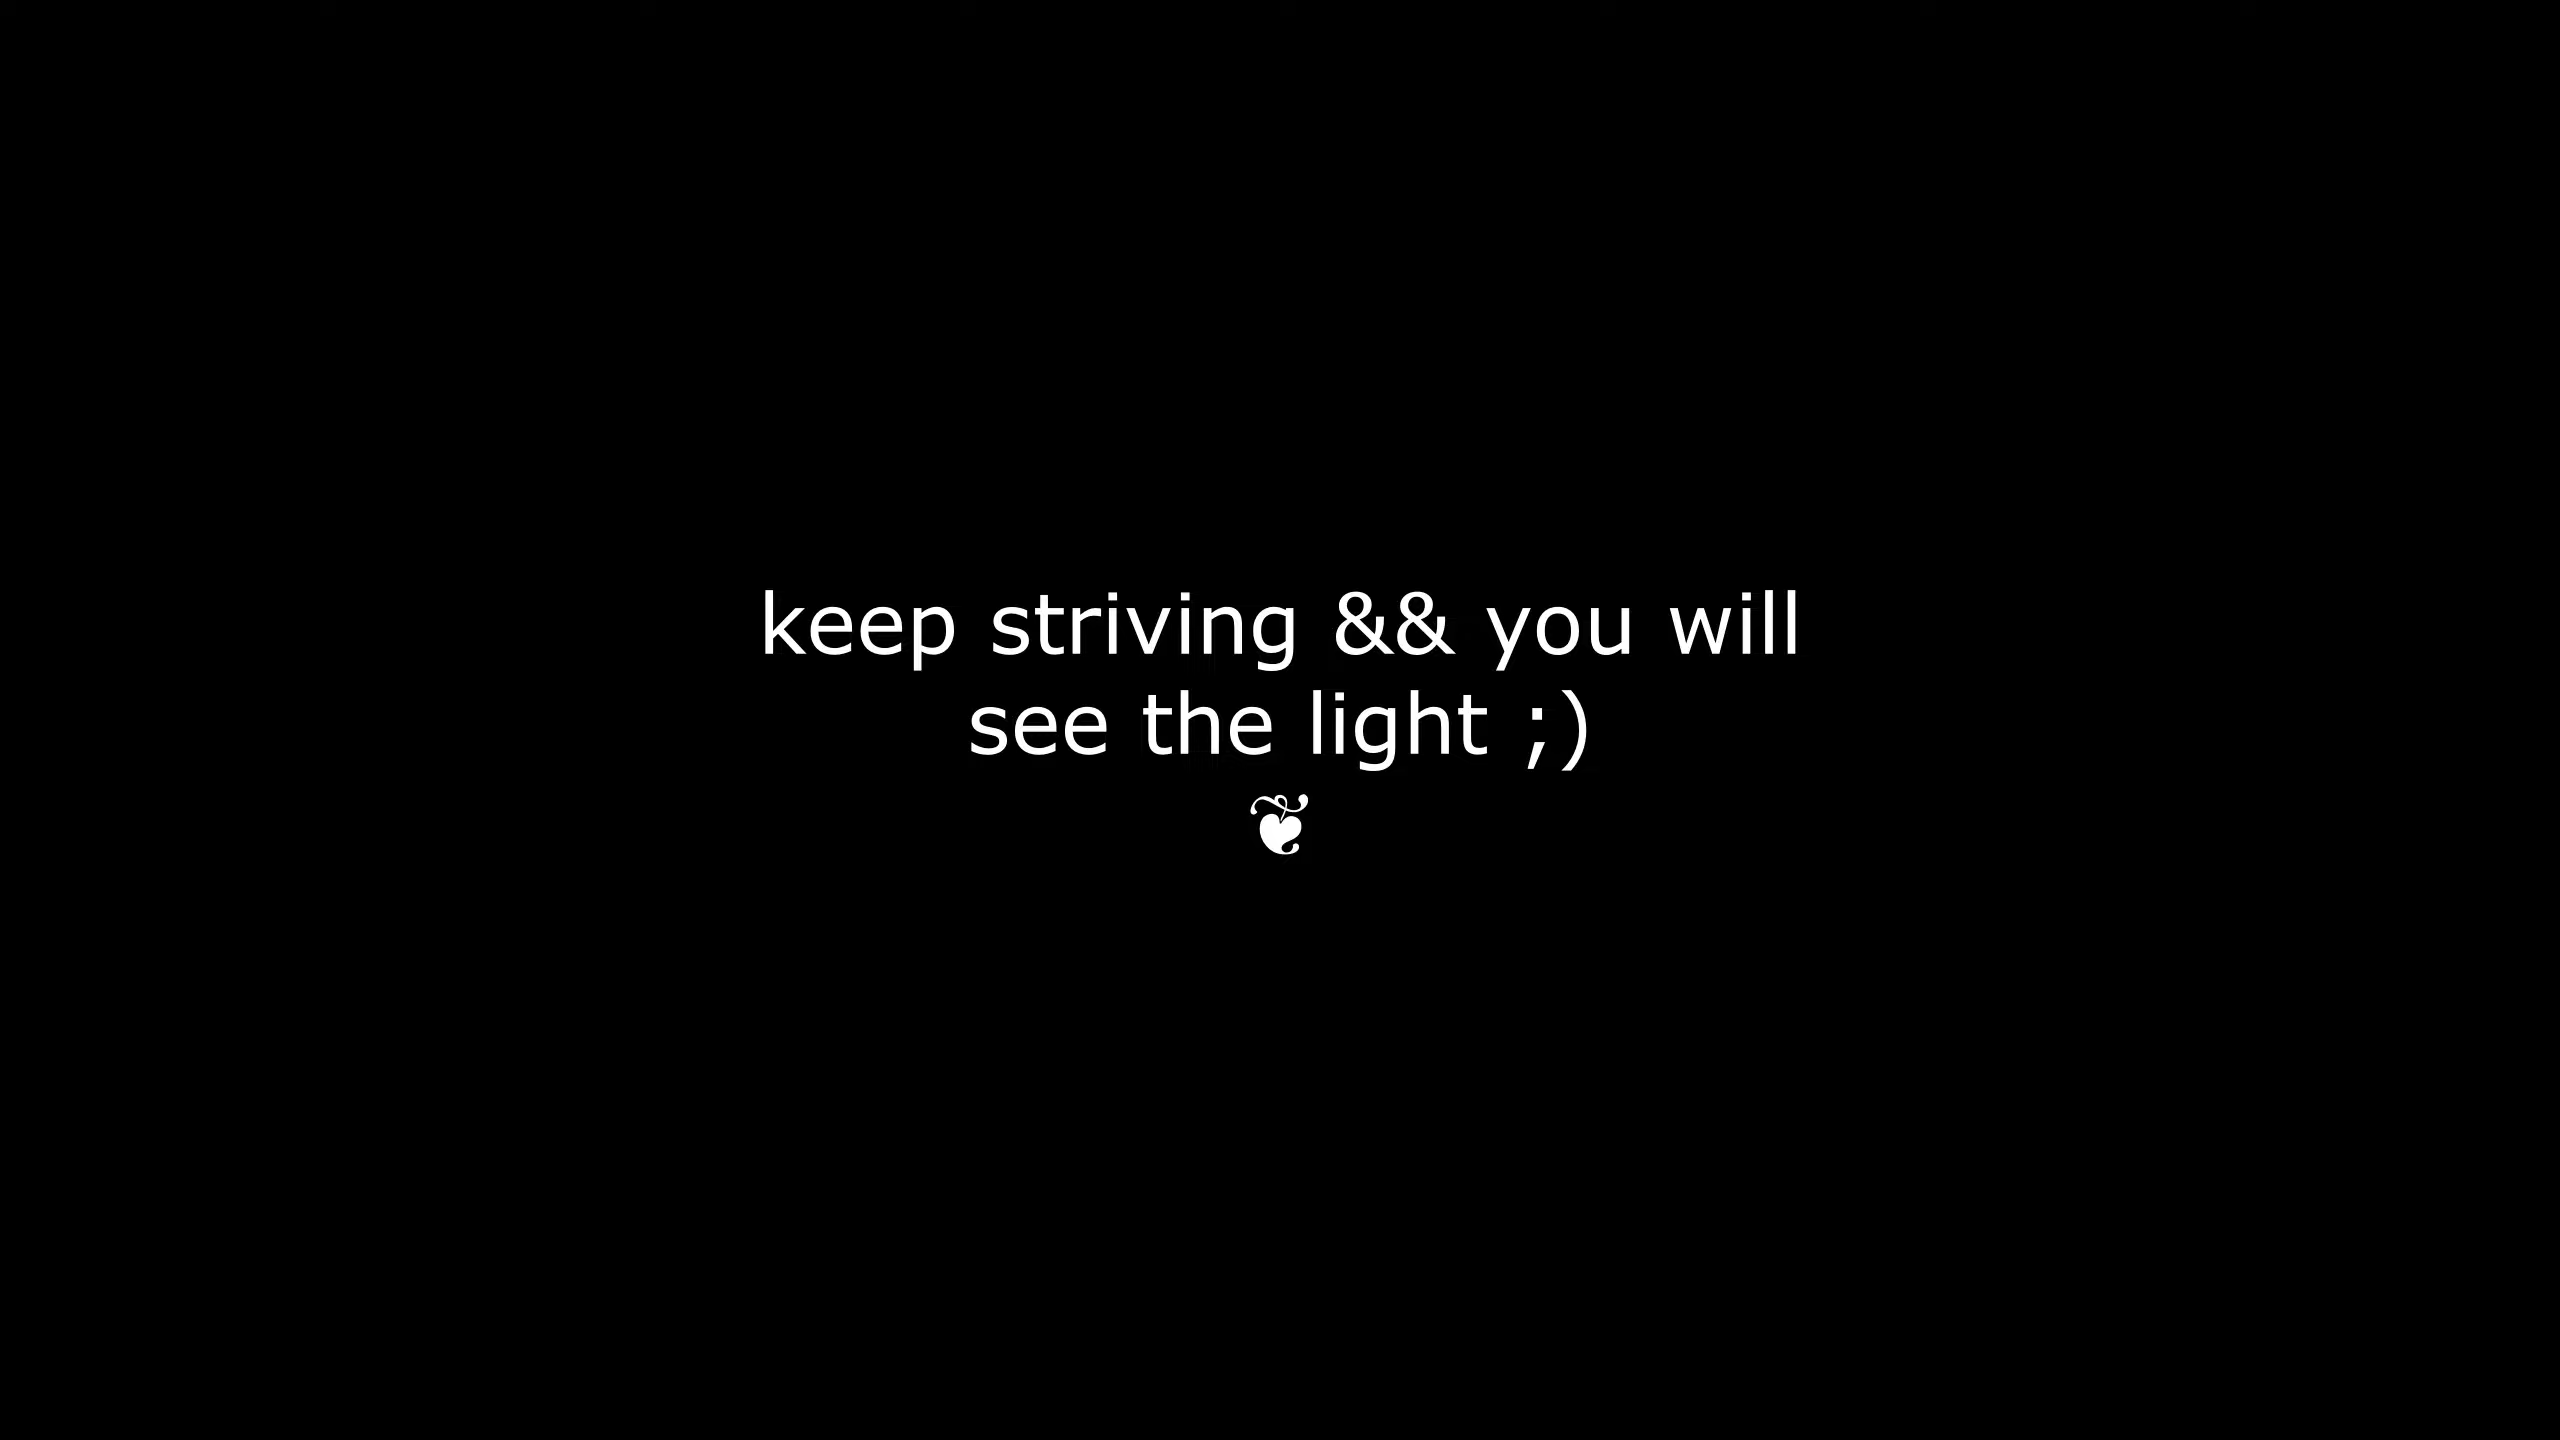 keep striving && you will
see the light ;)
❦